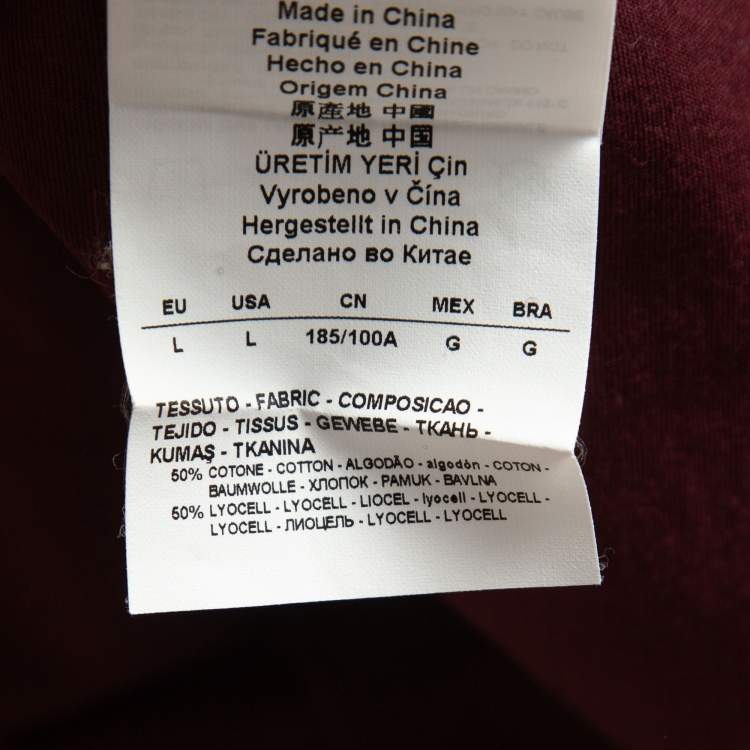 Made in China
Fabriqué en Chine
Hecho en China
Origem China
原産地 中國
原产地 中国
ÜRETİM YERİ Çin
Vyrobeno v Čína
Hergestellt in China
Сделано во Китае
EU USA CN MEX BRA
L L 185/100A G G
TESSUTO - FABRIC - COMPOSICAO -
TEJIDO - TISSUS - GEWEBE - ТКАНЬ -
KUMAŞ - TKANINA
50% COTONE - COTTON - ALGODÃO - algodón - COTON -
BAUMWOLLE - ХЛОПОК - PAMUK - BAVLNA
50% LYOCELL - LYOCELL - LIOCEL - lyocell - LYOCELL -
LYOCELL - ЛИОЦЕЛЬ - LYOCELL - LYOCELL